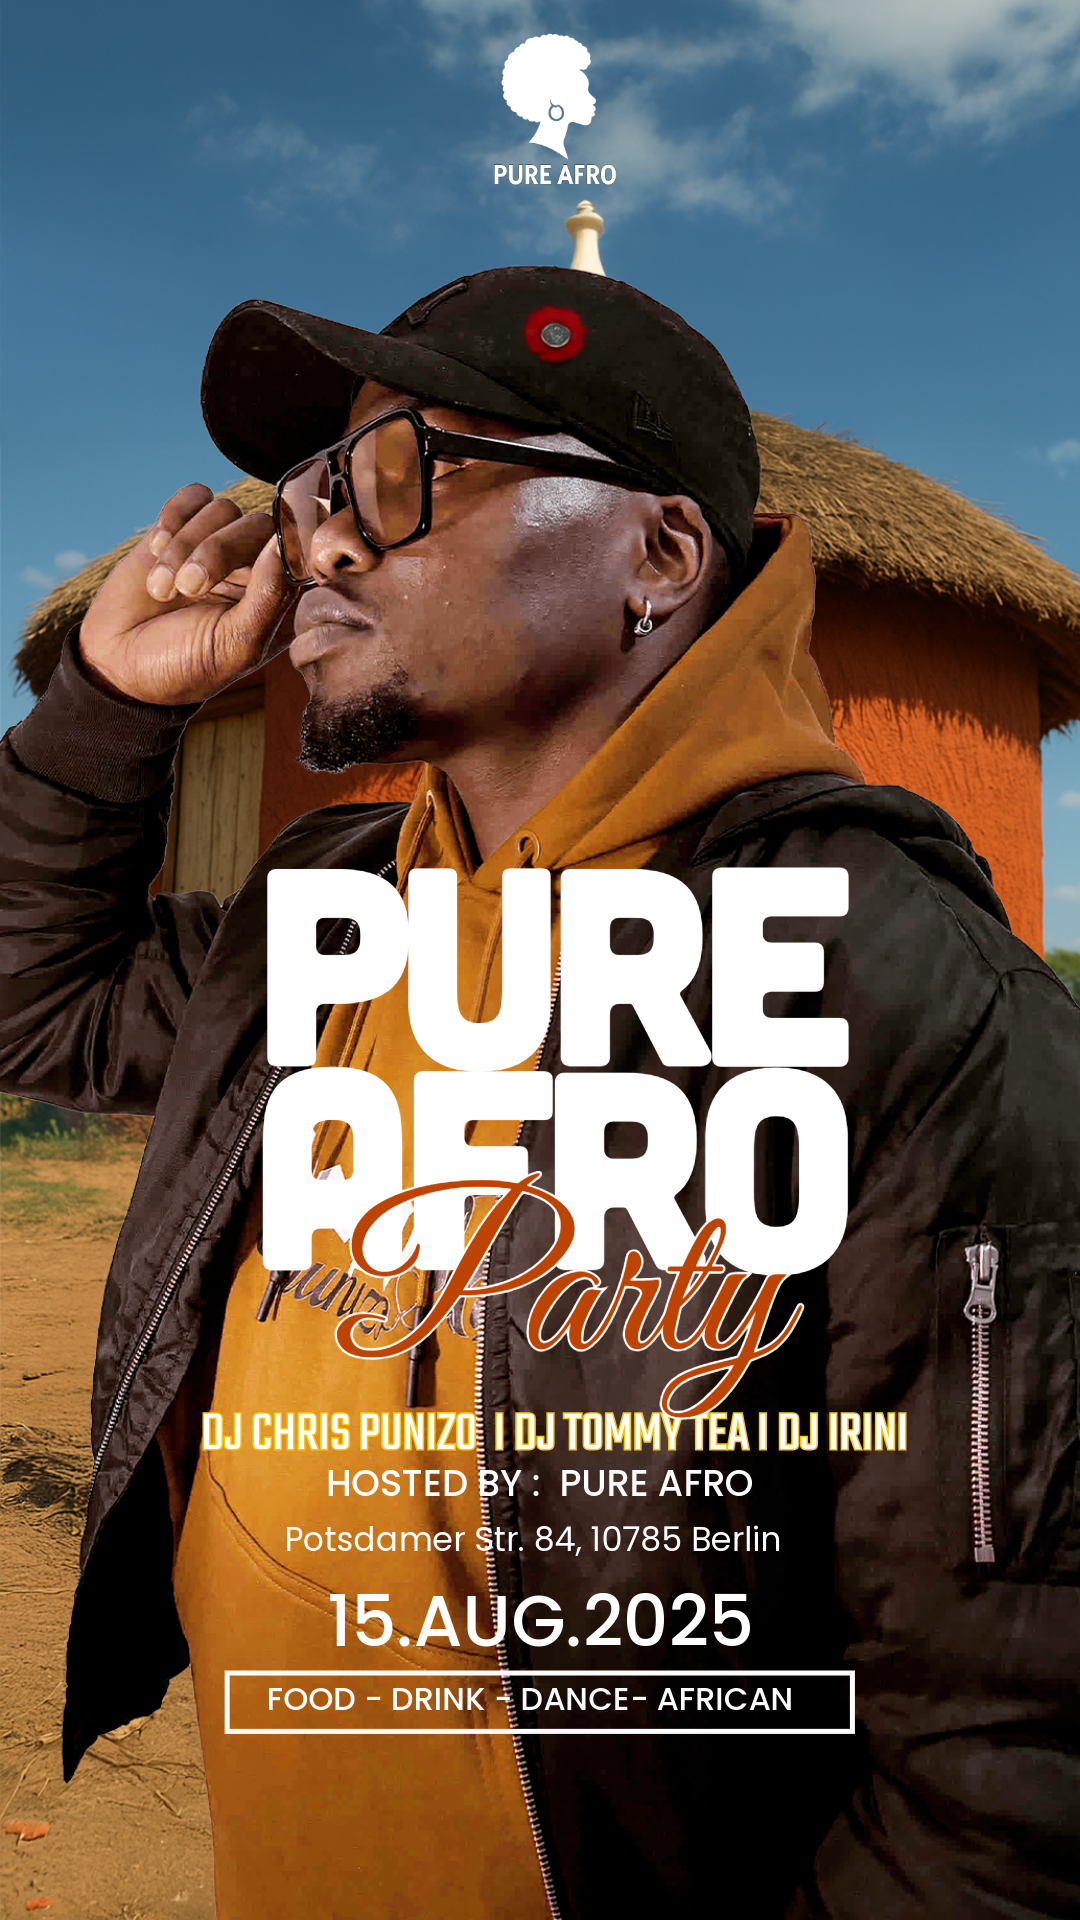 PURE AFRO
PURE
AFRO
Party
DJ CHRIS PUNIZO I DJ TOMMY TEA I DJ IRINI
HOSTED BY : PURE AFRO
Potsdamer Str. 84, 10785 Berlin
15.AUG.2025
FOOD - DRINK - DANCE- AFRICAN